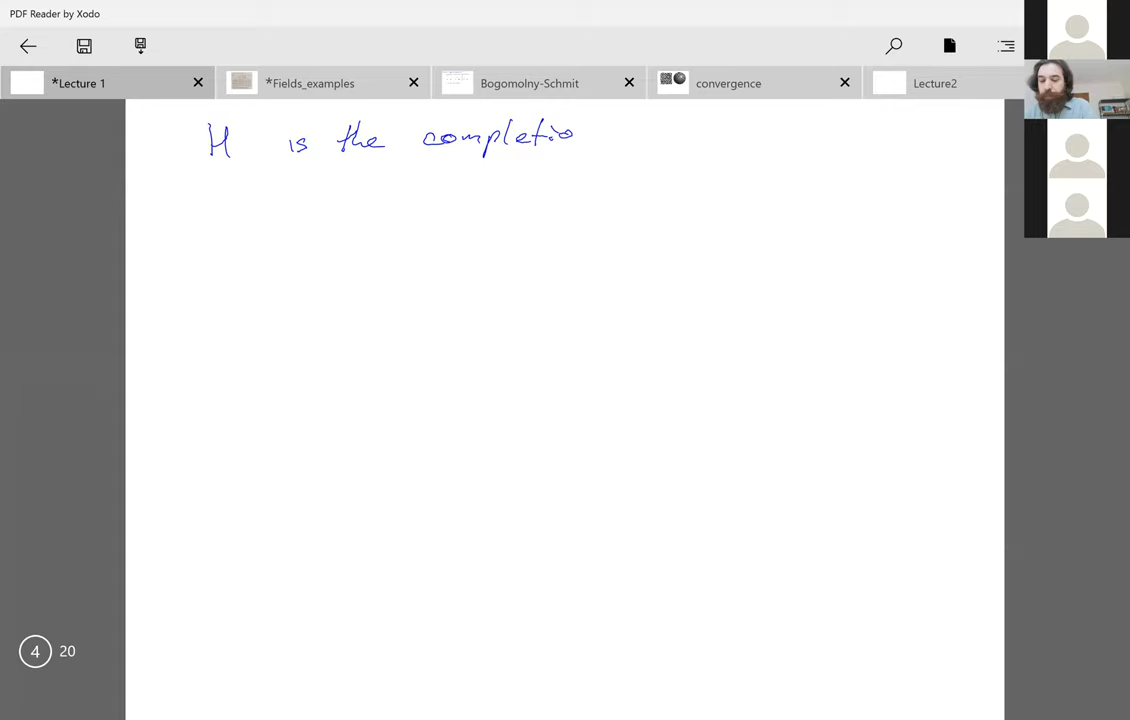 PDF Reader by Xodo
*Lecture 1
*Fields_examples
Bogomolny-Schmit
convergence
Lecture2
H is the completio
4 20